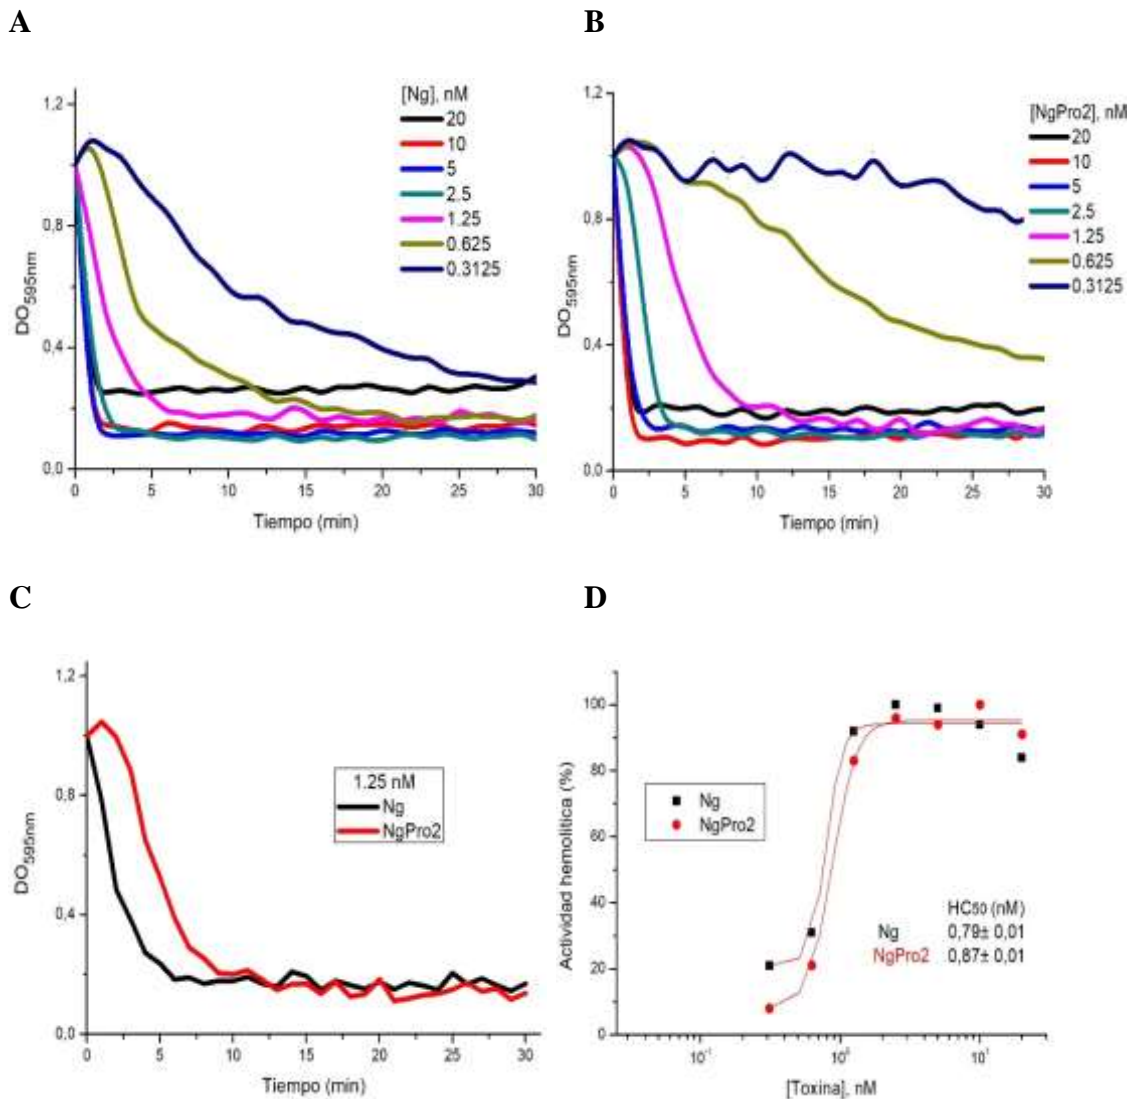 A
[Ng], nM
20
10
5
2.5
1.25
0.625
0.3125
1,2
0,8
0,4
0,0
DO595nm
0 5 10 15 20 25 30
Tiempo (min)
B
[NgPro2], nM
20
10
5
2.5
1.25
0.625
0.3125
1,2
0,8
0,4
0,0
DO595nm
0 5 10 15 20 25 30
Tiempo (min)
C
1.25 nM
Ng
NgPro2
1,2
0,8
0,4
0,0
DO595nm
0 5 10 15 20 25 30
Tiempo (min)
D
Ng
NgPro2
HC50 (nM)
Ng 0,79± 0,01
NgPro2 0,87± 0,01
100
80
60
40
20
0
Actividad hemolítica (%)
10-1 100 101
[Toxina], nM